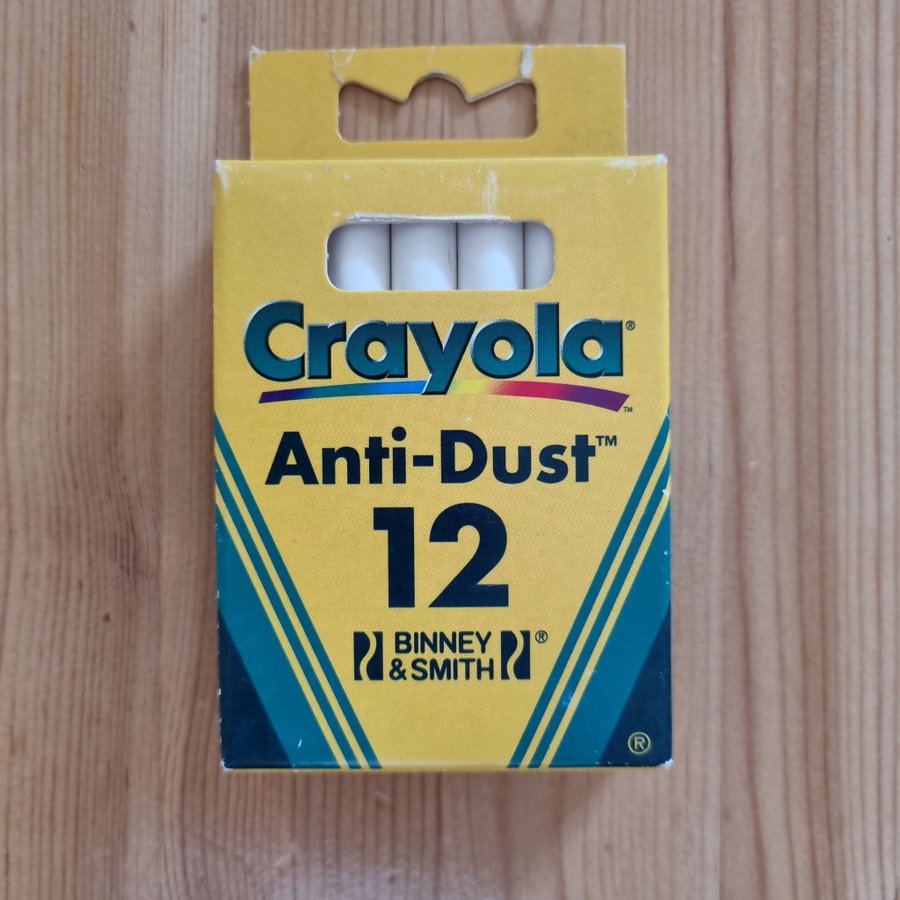 Crayola®
™
Anti-Dust™
12
BINNEY
& SMITH ®
®